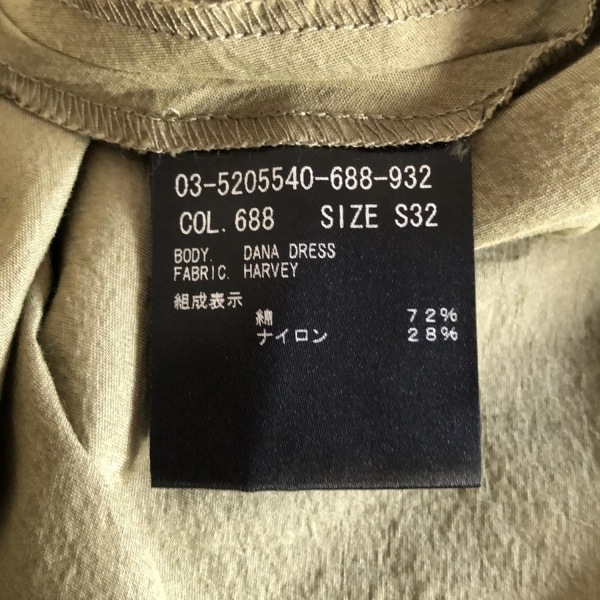 03-5205540-688-932
COL. 688 SIZE S32
BODY. DANA DRESS
FABRIC. HARVEY
組成表示
綿 72%
ナイロン 28%